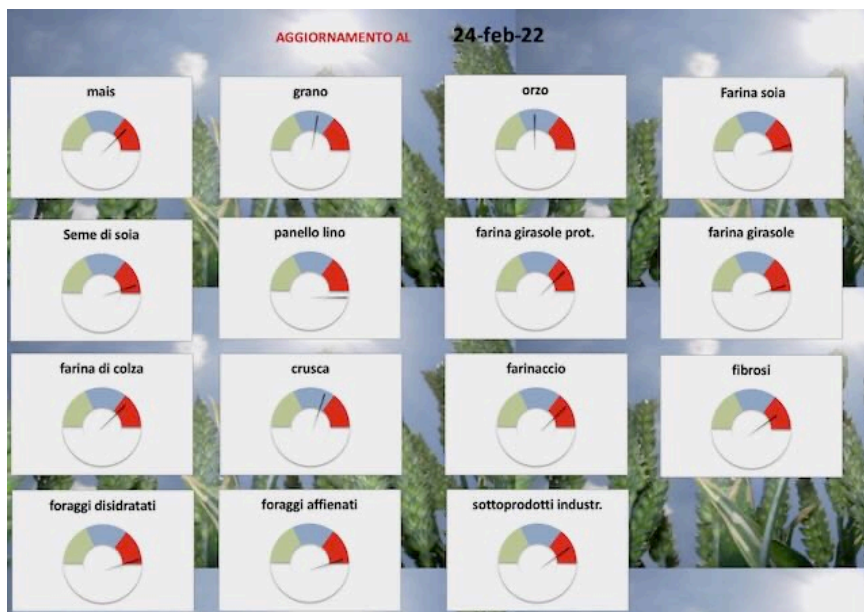 AGGIORNAMENTO AL 24-feb-22
mais
grano
orzo
Farina soia
Seme di soia
panello lino
farina girasole prot.
farina girasole
farina di colza
crusca
farinaccio
fibrosi
foraggi disidratati
foraggi affienati
sottoprodotti industr.